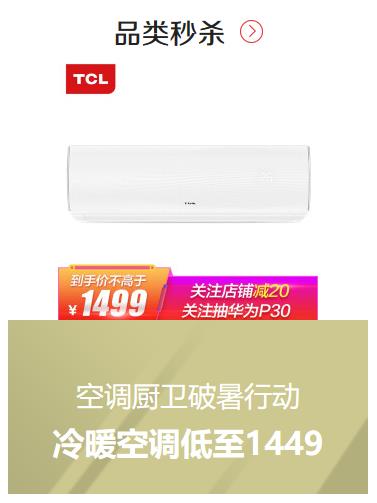 品类秒杀
TCL
TCL
到手价不高于
¥1499
关注店铺减20
关注抽华为P30
空调厨卫破暑行动
冷暖空调低至1449